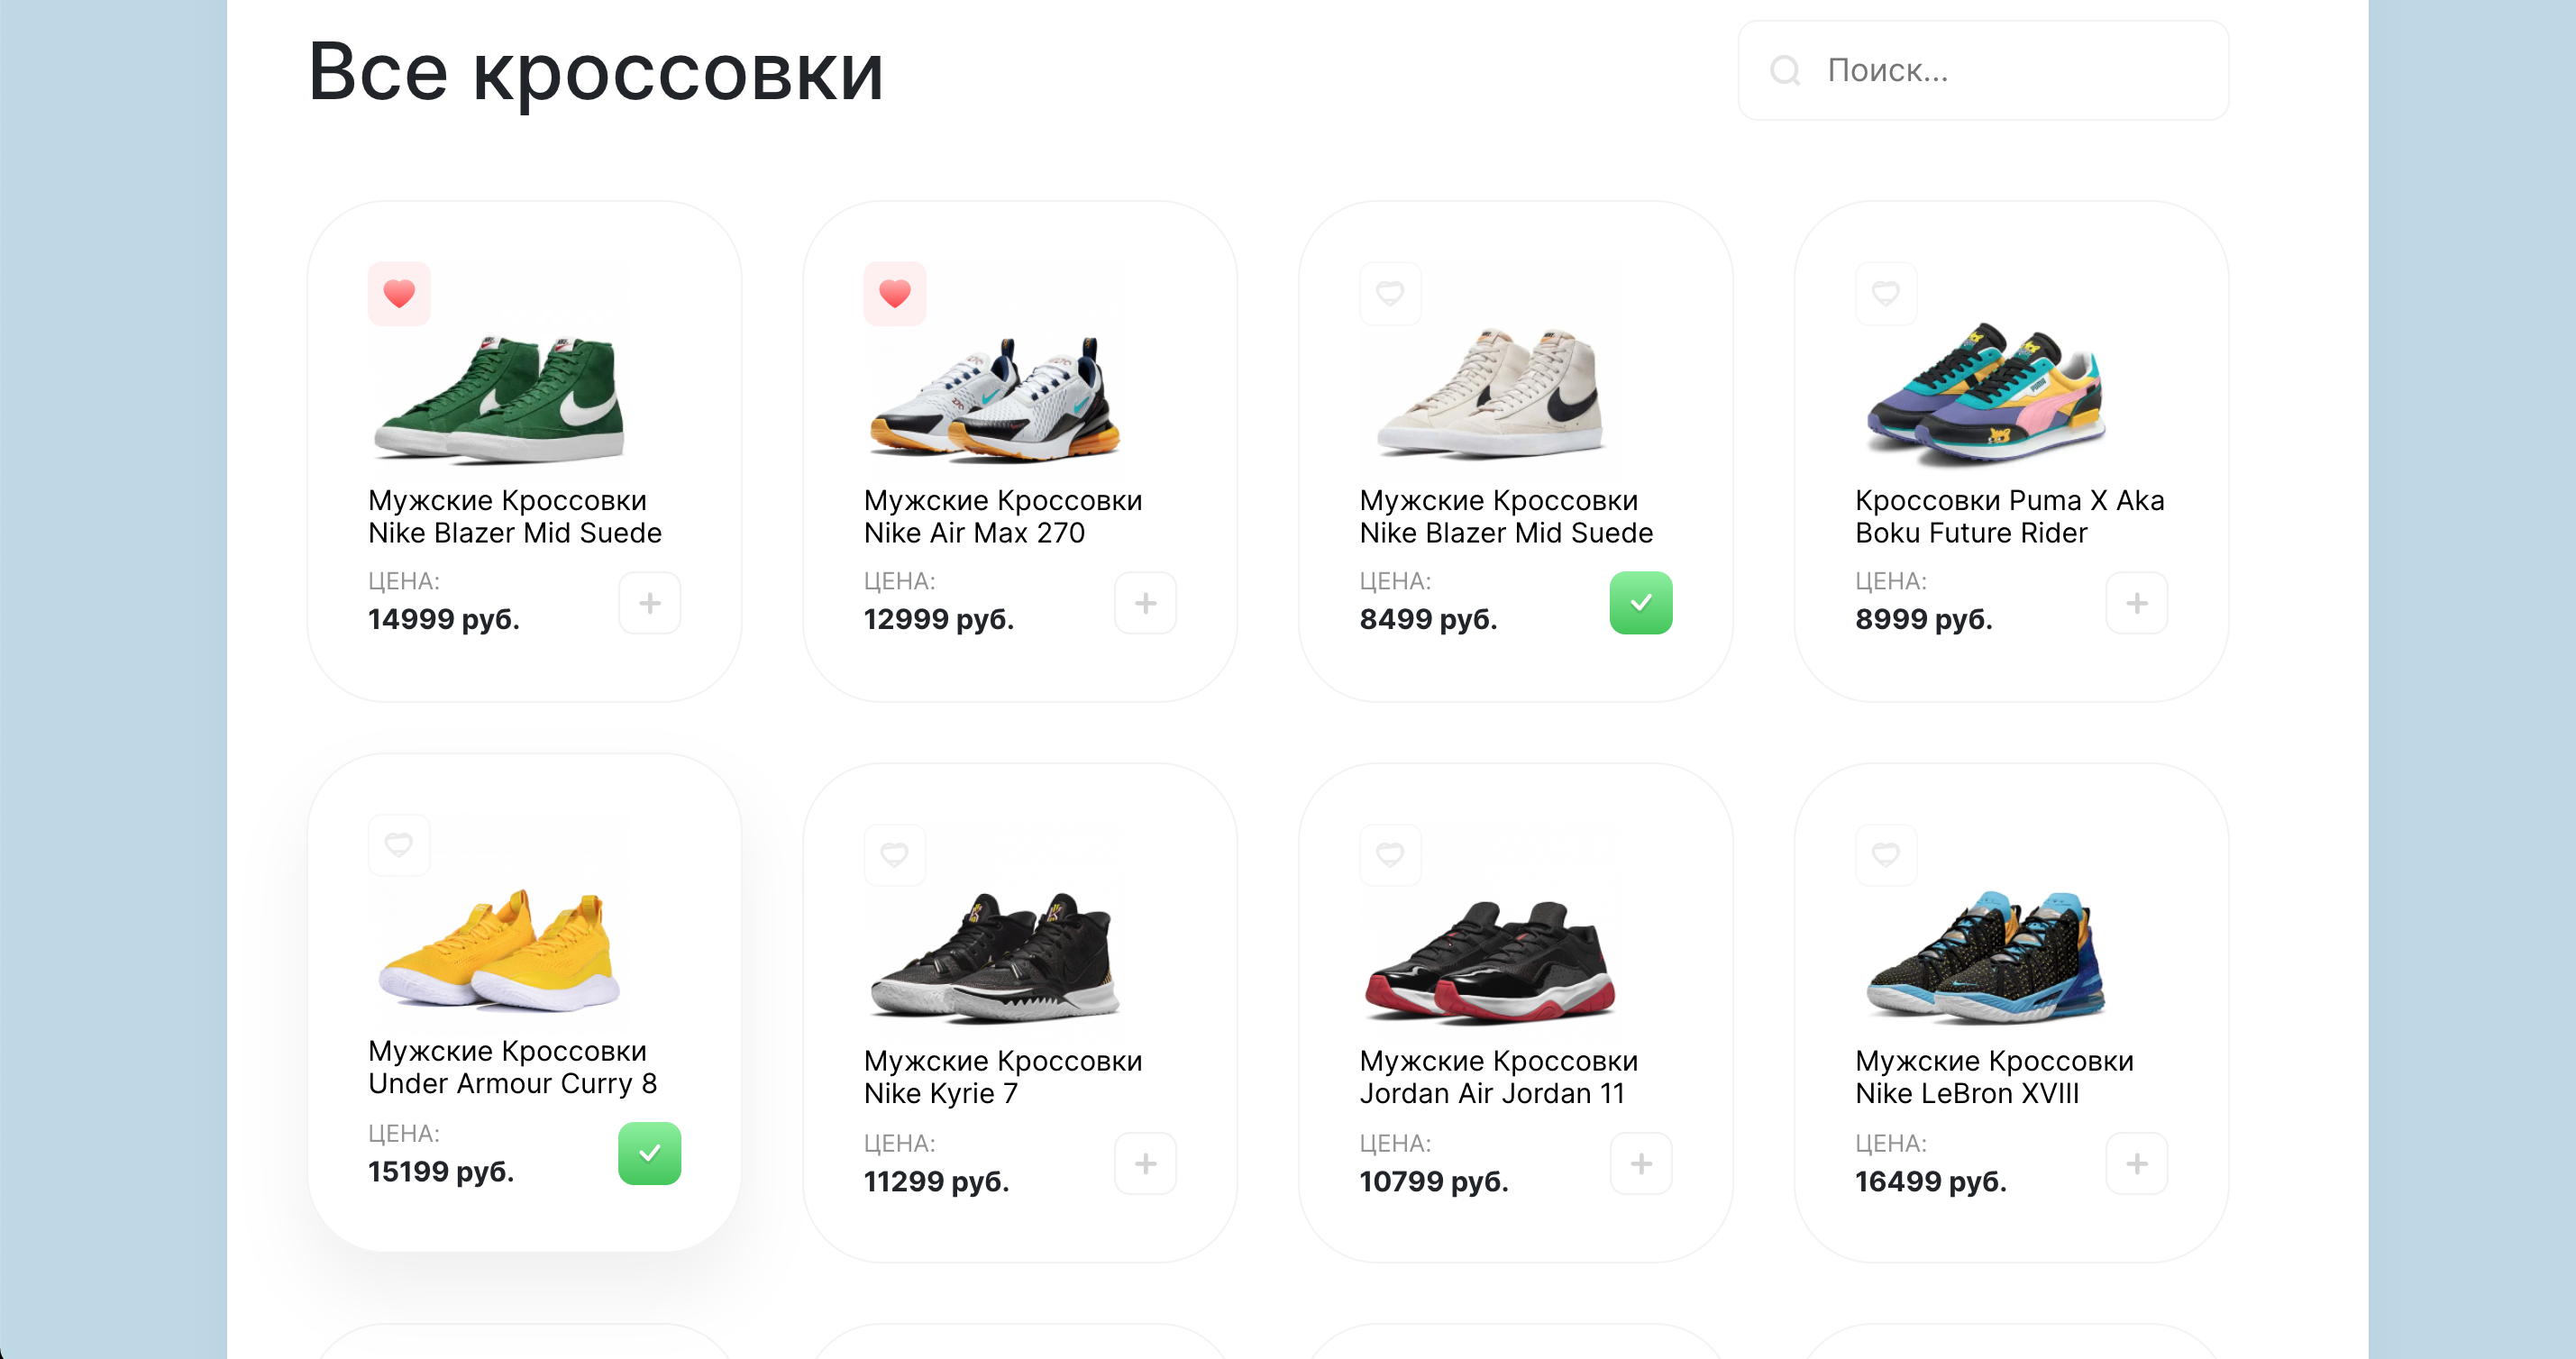 Все кроссовки
Поиск...
Мужские Кроссовки
Nike Blazer Mid Suede
ЦЕНА:
14999 руб.
Мужские Кроссовки
Nike Air Max 270
ЦЕНА:
12999 руб.
Мужские Кроссовки
Nike Blazer Mid Suede
ЦЕНА:
8499 руб.
Кроссовки Puma X Aka
Boku Future Rider
ЦЕНА:
8999 руб.
Мужские Кроссовки
Under Armour Curry 8
ЦЕНА:
15199 руб.
Мужские Кроссовки
Nike Kyrie 7
ЦЕНА:
11299 руб.
Мужские Кроссовки
Jordan Air Jordan 11
ЦЕНА:
10799 руб.
Мужские Кроссовки
Nike LeBron XVIII
ЦЕНА:
16499 руб.